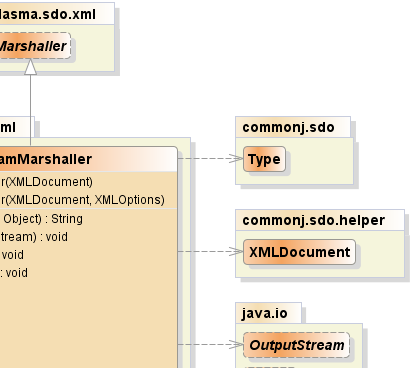 lasma.sdo.xml
Marshaller
ml
amMarshaller
r(XMLDocument)
r(XMLDocument, XMLOptions)
Object) : String
tream) : void
void
: void
commonj.sdo
Type
commonj.sdo.helper
XMLDocument
java.io
OutputStream